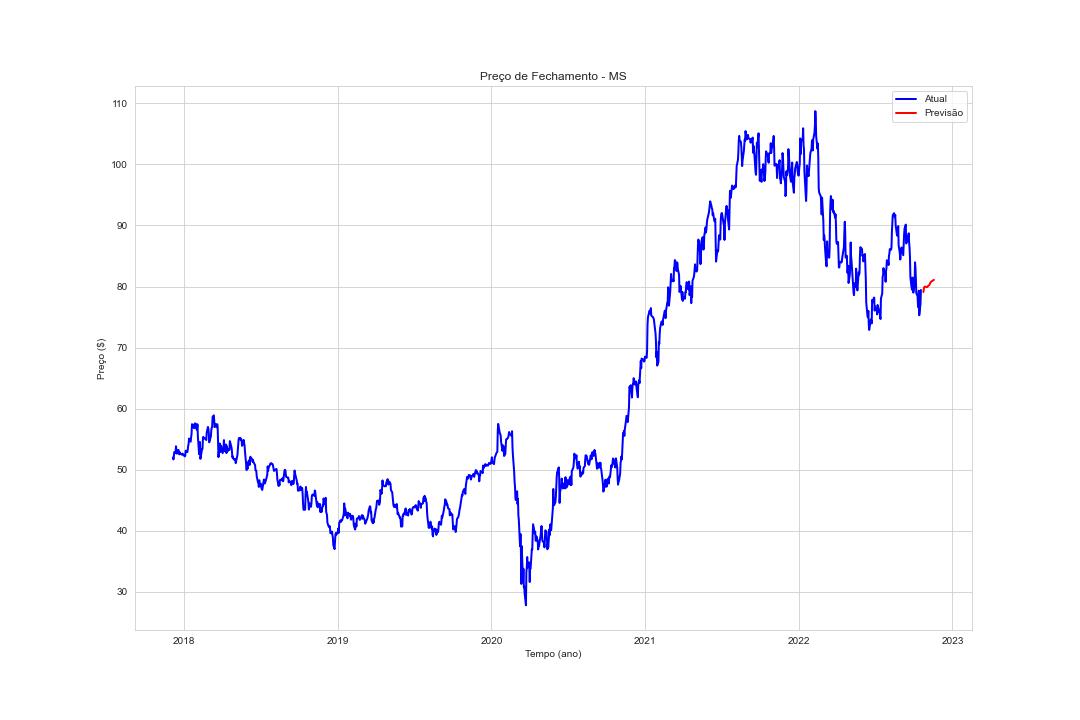 Preço de Fechamento - MS
Atual
Previsão
110
100
90
80
70
60
50
40
30
Preço ($)
2018 2019 2020 2021 2022 2023
Tempo (ano)